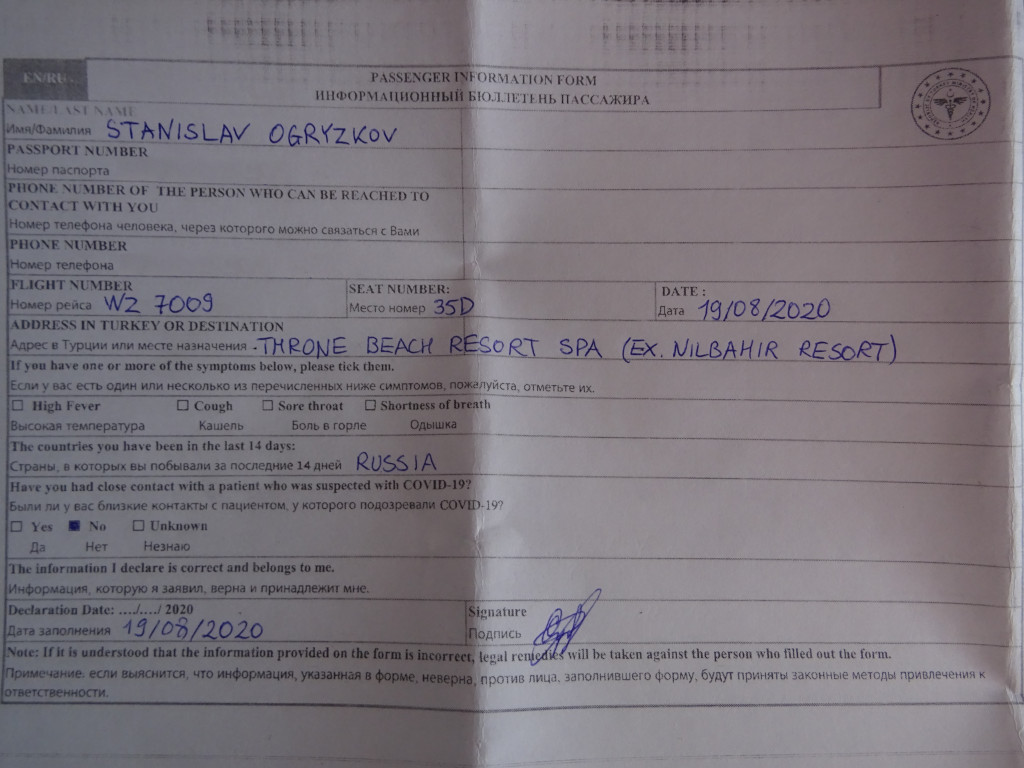 EN/RU
PASSENGER INFORMATION FORM
ИНФОРМАЦИОННЫЙ БЮЛЛЕТЕНЬ ПАССАЖИРА
NAME/LAST NAME
Имя/Фамилия STANISLAV OGRYZKOV
PASSPORT NUMBER
Номер паспорта
PHONE NUMBER OF THE PERSON WHO CAN BE REACHED TO
CONTACT WITH YOU
Номер телефона человека, через которого можно связаться с Вами
PHONE NUMBER
Номер телефона
FLIGHT NUMBER SEAT NUMBER: DATE :
Номер рейса WZ 7009 Место номер 35D Дата 19/08/2020
ADDRESS IN TURKEY OR DESTINATION
Адрес в Турции или месте назначения THRONE BEACH RESORT SPA (EX. NILBAHIR RESORT)
If you have one or more of the symptoms below, please tick them.
Если у вас есть один или несколько из перечисленных ниже симптомов, пожалуйста, отметьте их.
☐ High Fever ☐ Cough ☐ Sore throat ☐ Shortness of breath
Высокая температура Кашель Боль в горле Одышка
The countries you have been in the last 14 days:
Страны, в которых вы побывали за последние 14 дней RUSSIA
Have you had close contact with a patient who was suspected with COVID-19?
Были ли у вас близкие контакты с пациентом, у которого подозревали COVID-19?
☐ Yes ■ No ☐ Unknown
Да Нет Незнаю
The information I declare is correct and belongs to me.
Информация, которую я заявил, верна и принадлежит мне.
Declaration Date: ..../..../ 2020 Signature
Дата заполнения 19/08/2020 Подпись
Note: If it is understood that the information provided on the form is incorrect, legal remedies will be taken against the person who filled out the form.
Примечание: если выяснится, что информация, указанная в форме, неверна, против лица, заполнившего форму, будут приняты законные методы привлечения к
ответственности.